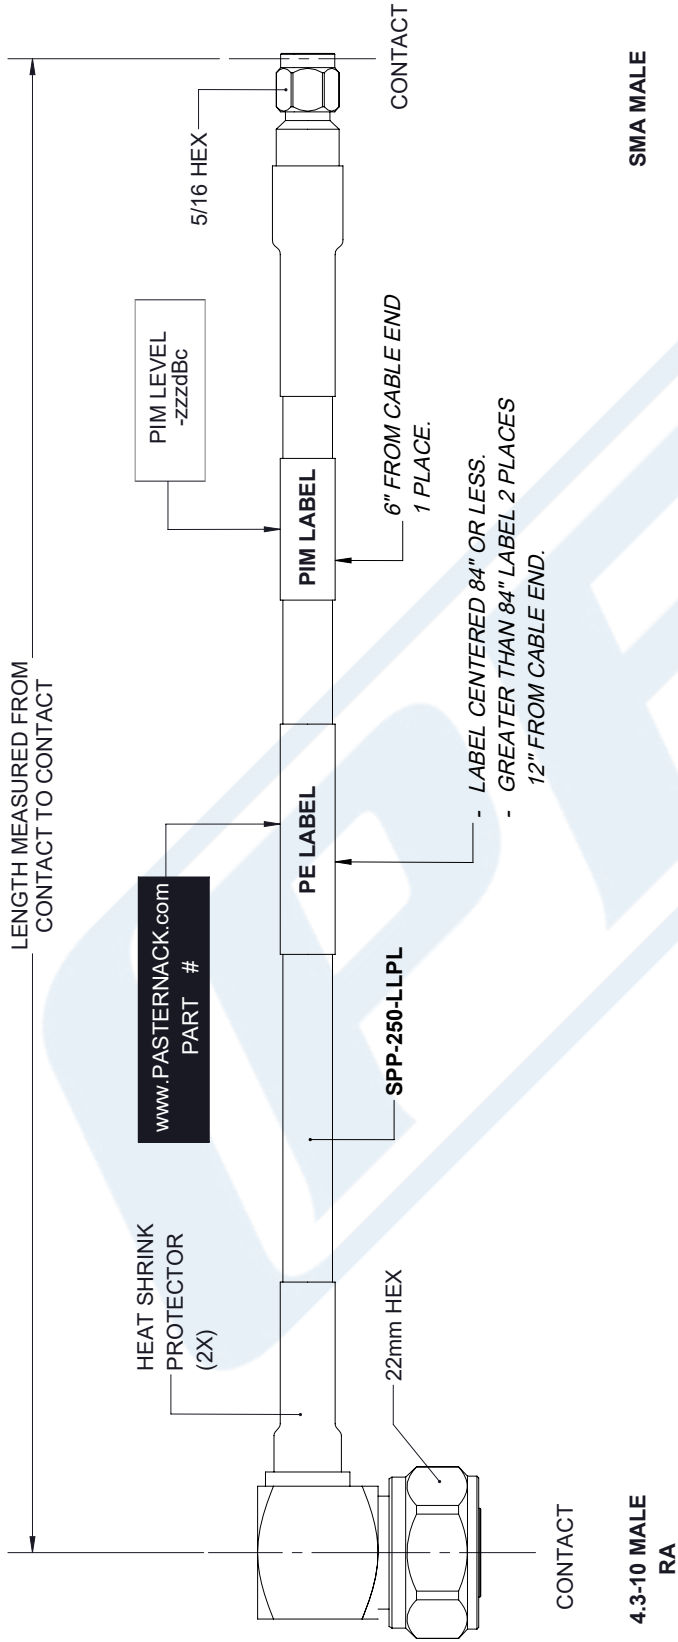 LENGTH MEASURED FROM
CONTACT TO CONTACT
HEAT SHRINK
PROTECTOR
(2X)
www.PASTERNACK.com
PART #
PIM LEVEL
-zzzdBc
5/16 HEX
PE LABEL
PIM LABEL
22mm HEX
SPP-250-LLPL
- LABEL CENTERED 84" OR LESS.
- GREATER THAN 84" LABEL 2 PLACES
12" FROM CABLE END.
6" FROM CABLE END
1 PLACE.
CONTACT
CONTACT
4.3-10 MALE
RA
SMA MALE